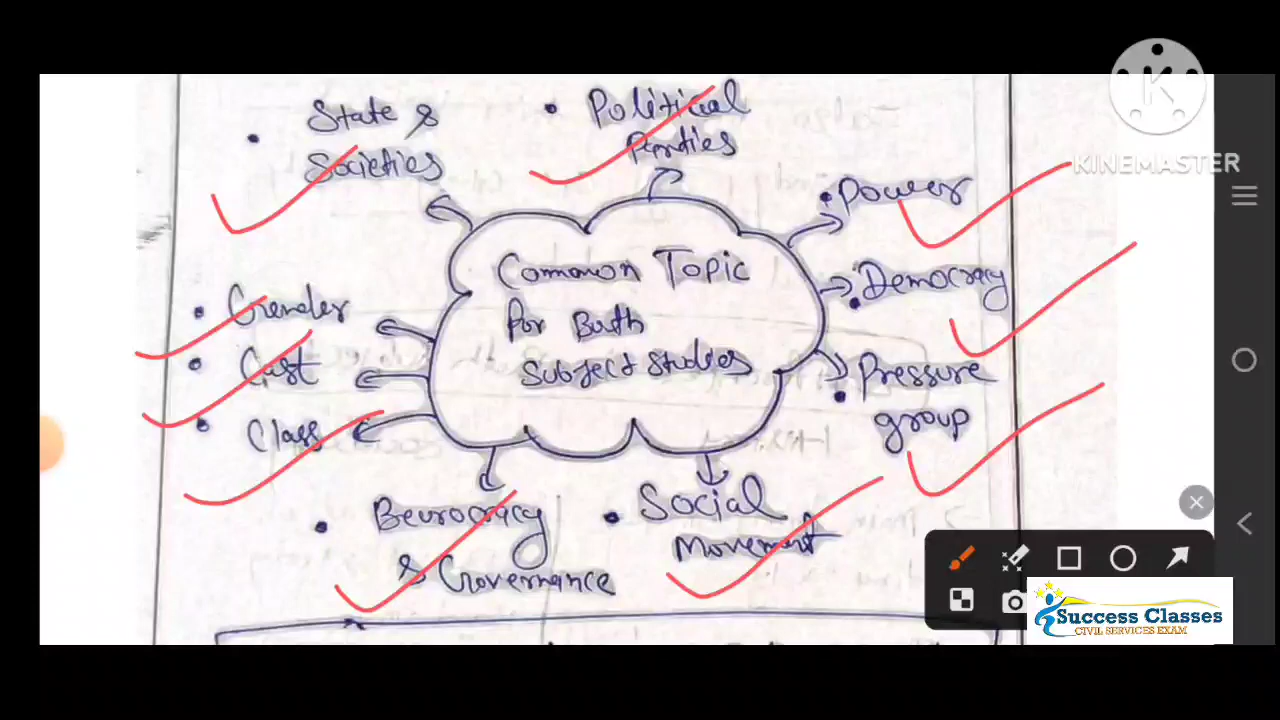 State &
Societies
Political
Parties
Power
Democracy
Pressure
group
Social
Movement
Beurocracy
& Governance
Class
Cast
Gender
Common Topic
For Both
Subject Studies
KINEMASTER
Success Classes
CIVIL SERVICES EXAM